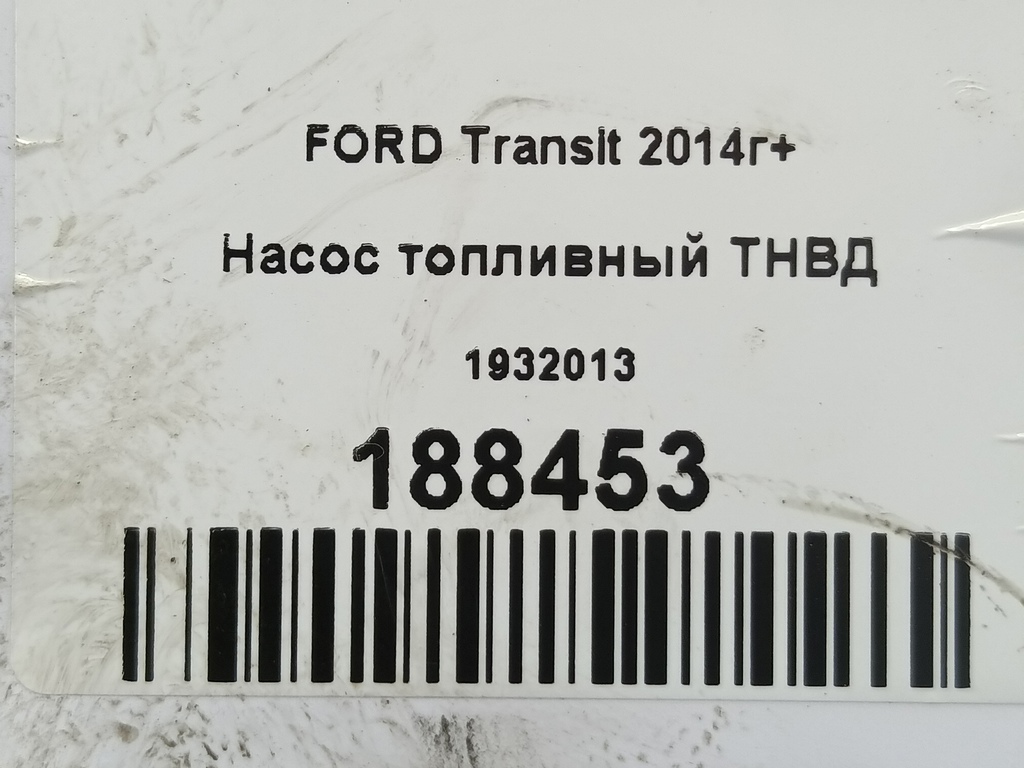 FORD Transit 2014г+
Насос топливный ТНВД
1932013
188453